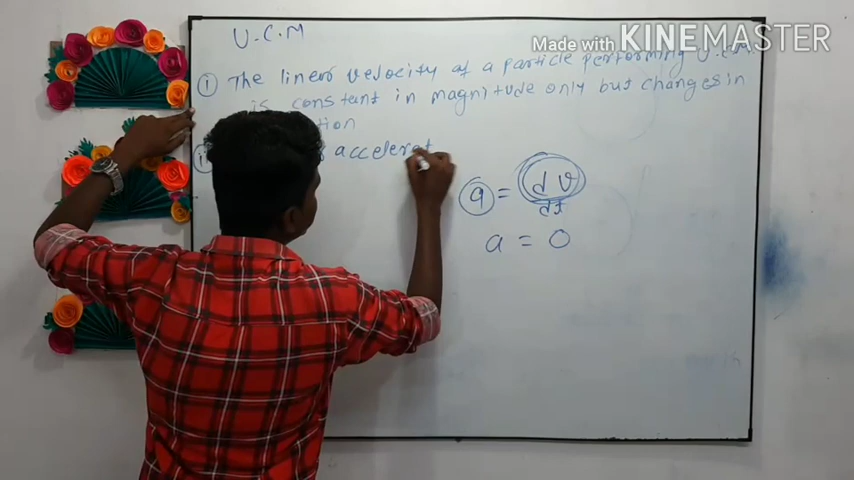 Made with KINEMASTER
U.C.M
① The linear velocity of a particle performing U.C.M.
is constant in magnitude only but changes in
tion
accelerat
a = dv
dt
a = 0